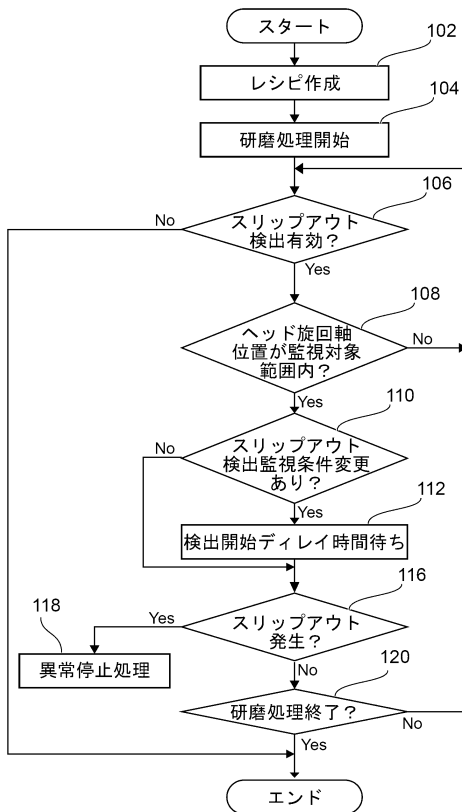 スタート
102
レシピ作成
104
研磨処理開始
106
No
スリップアウト
検出有効？
Yes
108
ヘッド旋回軸
位置が監視対象
範囲内？
No
Yes
110
No
スリップアウト
検出監視条件変更
あり？
Yes
112
検出開始ディレイ時間待ち
116
118
Yes
スリップアウト
発生？
異常停止処理
No
120
研磨処理終了？
No
Yes
エンド